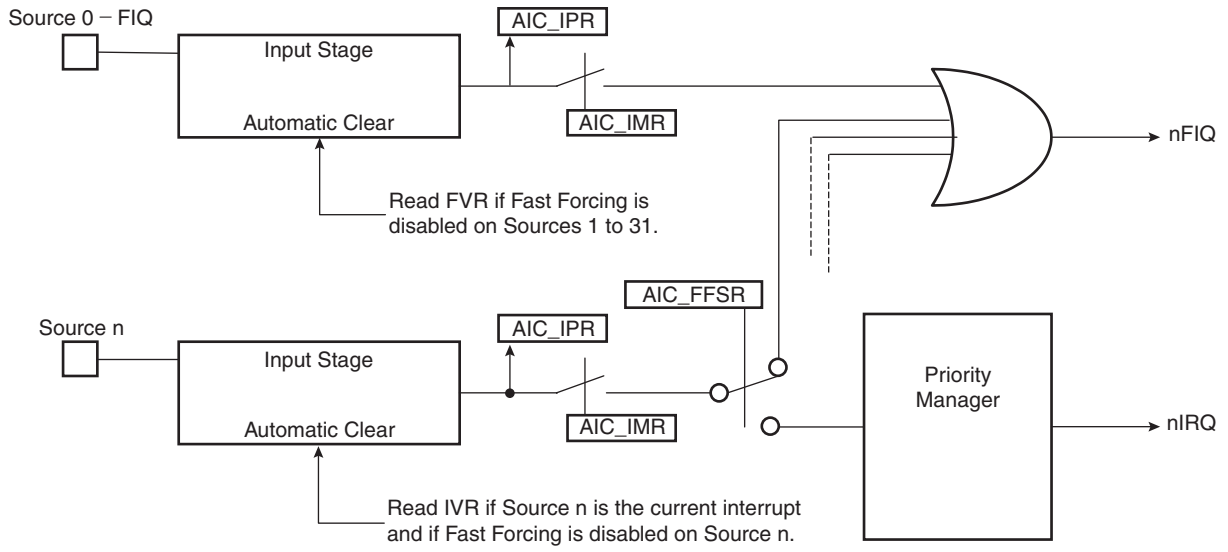 Source 0 – FIQ
AIC_IPR
Input Stage
Automatic Clear
AIC_IMR
nFIQ
Read FVR if Fast Forcing is
disabled on Sources 1 to 31.
AIC_FFSR
Source n
AIC_IPR
Input Stage
Automatic Clear
AIC_IMR
Priority
Manager
nIRQ
Read IVR if Source n is the current interrupt
and if Fast Forcing is disabled on Source n.